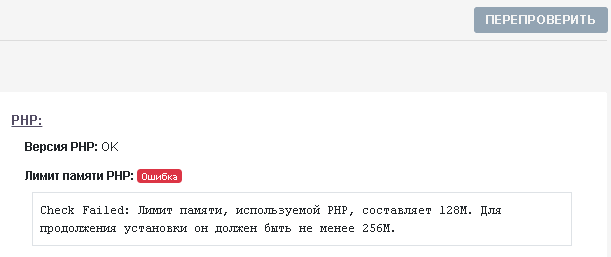 ПЕРЕПРОВЕРИТЬ
PHP:
Версия PHP: OK
Лимит памяти PHP: Ошибка
Check Failed: Лимит памяти, используемой PHP, составляет 128M. Для
продолжения установки он должен быть не менее 256M.